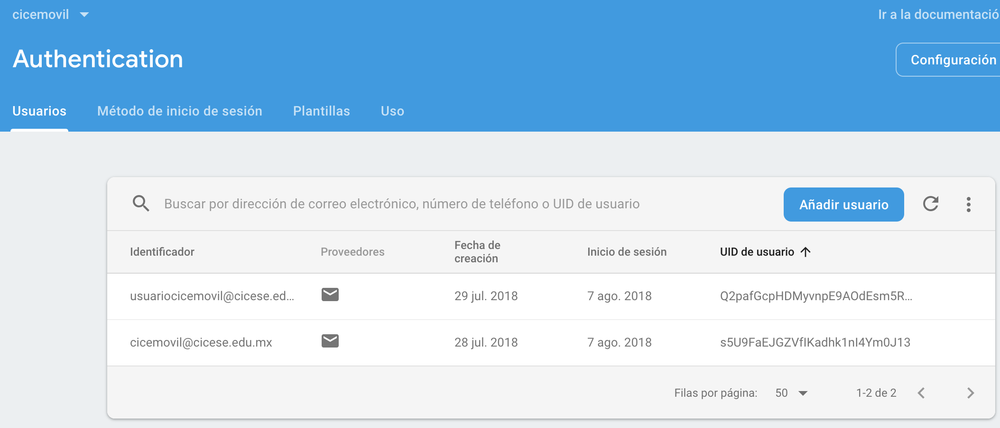 cicemovil
Ir a la documentació
Authentication
Configuración
Usuarios
Método de inicio de sesión
Plantillas
Uso
Buscar por dirección de correo electrónico, número de teléfono o UID de usuario
Añadir usuario
Identificador
Proveedores
Fecha de
creación
Inicio de sesión
UID de usuario
usuariocicemovil@cicese.ed...
29 jul. 2018
7 ago. 2018
Q2pafGcpHDMyvnpE9AOdEsm5R...
cicemovil@cicese.edu.mx
28 jul. 2018
7 ago. 2018
s5U9FaEJGZVfIKadhk1nI4Ym0J13
Filas por página:
50
1-2 de 2